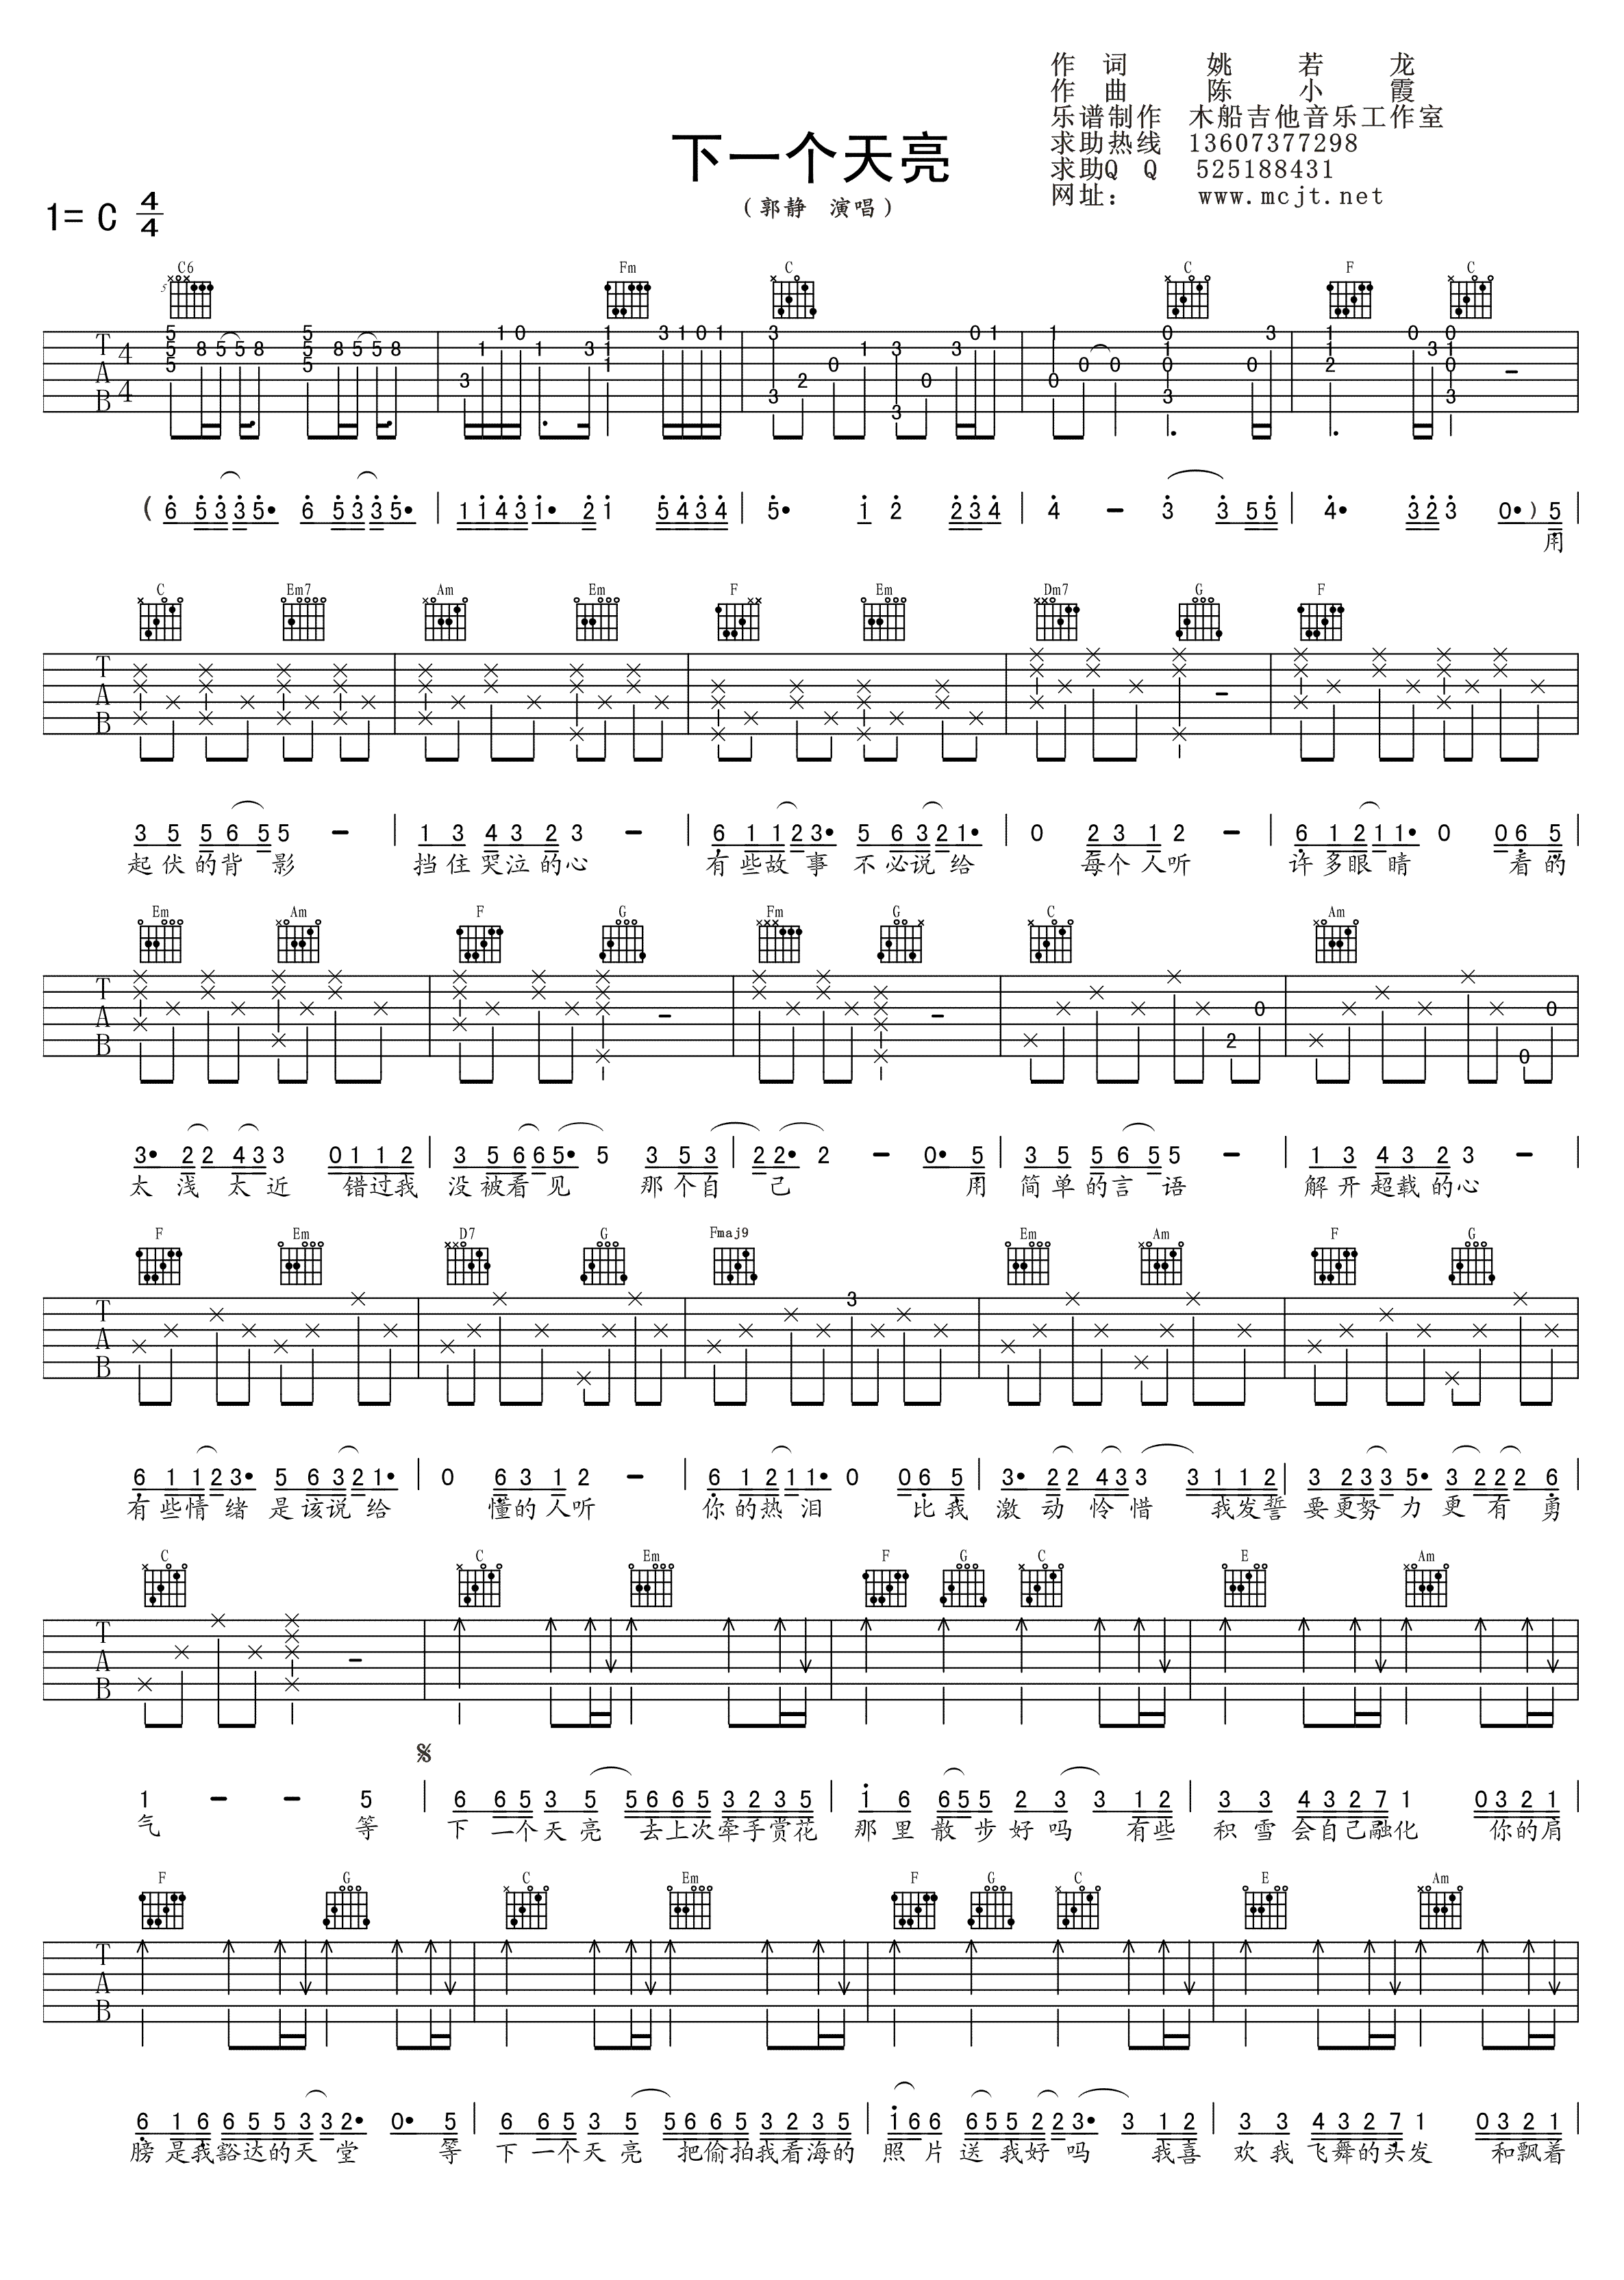 作 词 姚 若 龙
作 曲 陈 小 霞
乐谱制作 木船吉他音乐工作室
求助热线 13607377298
求助Q Q 525188431
网址： www.mcjt.net
下一个天亮
（郭静 演唱）
1= C 4/4
C6 Fm C C F C
用
C Em7 Am Em F Em Dm7 G F
起伏的背影 挡住哭泣的心 有些故事 不必说给 每个人听 许多眼睛 看的
Em Am F G Fm G C Am
太浅太近 错过我 没被看见 那个自己 用 简单的言语 解开超载的心
F Em D7 G Fmaj9 Em Am F G
有些情绪 是该说给 懂的人听 你的热泪 比我 激动怜惜 我发誓 要更努力更有勇
C C Em F G C E Am
气 等 下一个天亮 去上次牵手赏花 那里散步好吗 有些 积雪会自己融化 你的肩
F G C Em F G C E Am
膀是我豁达的天堂 等 下一个天亮 把偷拍我看海的 照片送我好吗 我喜 欢我飞舞的头发 和飘着